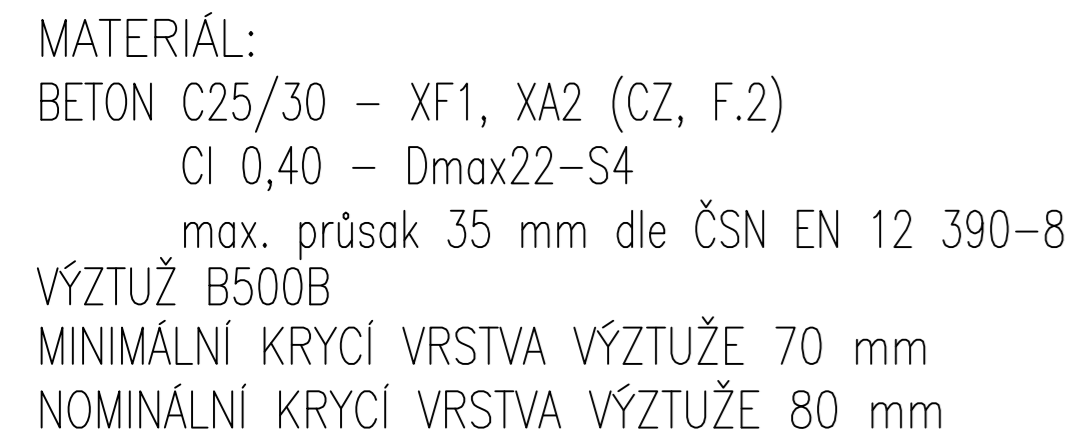 MATERIÁL:
BETON C25/30 – XF1, XA2 (CZ, F.2)
Cl 0,40 – Dmax22–S4
max. průsak 35 mm dle ČSN EN 12 390–8
VÝZTUŽ B500B
MINIMÁLNÍ KRYCÍ VRSTVA VÝZTUŽE 70 mm
NOMINÁLNÍ KRYCÍ VRSTVA VÝZTUŽE 80 mm